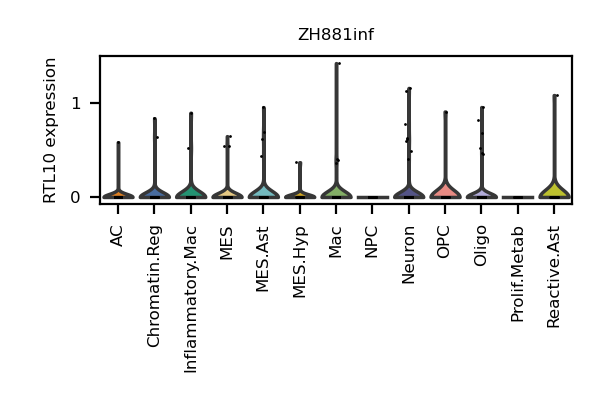 ZH881inf
RTL10 expression
1
0
AC
Chromatin.Reg
Inflammatory.Mac
MES
MES.Ast
MES.Hyp
Mac
NPC
Neuron
OPC
Oligo
Prolif.Metab
Reactive.Ast